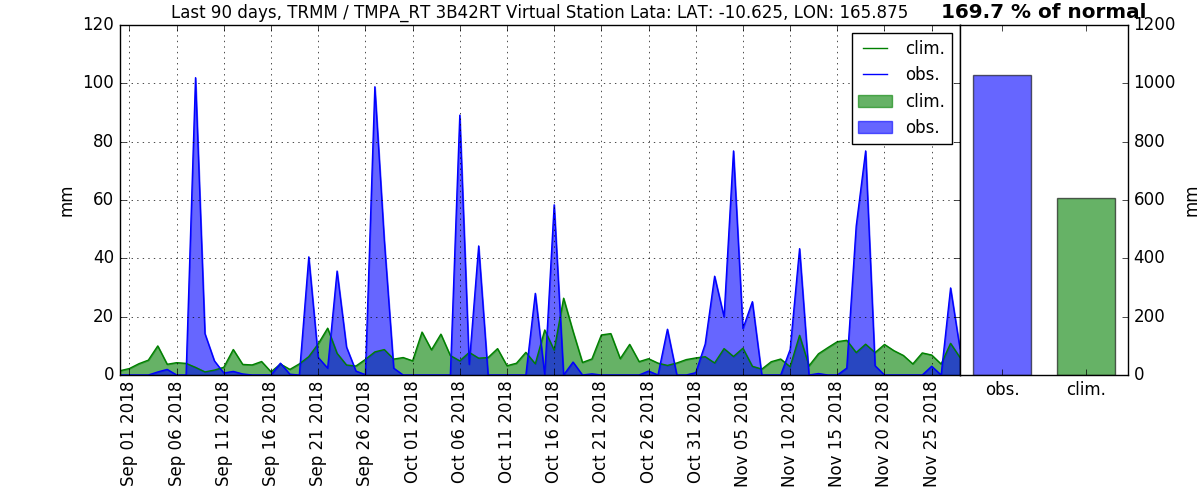 Last 90 days, TRMM / TMPA_RT 3B42RT Virtual Station Lata: LAT: -10.625, LON: 165.875
169.7 % of normal
120
100
80
60
40
20
0
mm
clim.
obs.
clim.
obs.
1200
1000
800
600
400
200
0
mm
Sep 01 2018
Sep 06 2018
Sep 11 2018
Sep 16 2018
Sep 21 2018
Sep 26 2018
Oct 01 2018
Oct 06 2018
Oct 11 2018
Oct 16 2018
Oct 21 2018
Oct 26 2018
Oct 31 2018
Nov 05 2018
Nov 10 2018
Nov 15 2018
Nov 20 2018
Nov 25 2018
obs.
clim.